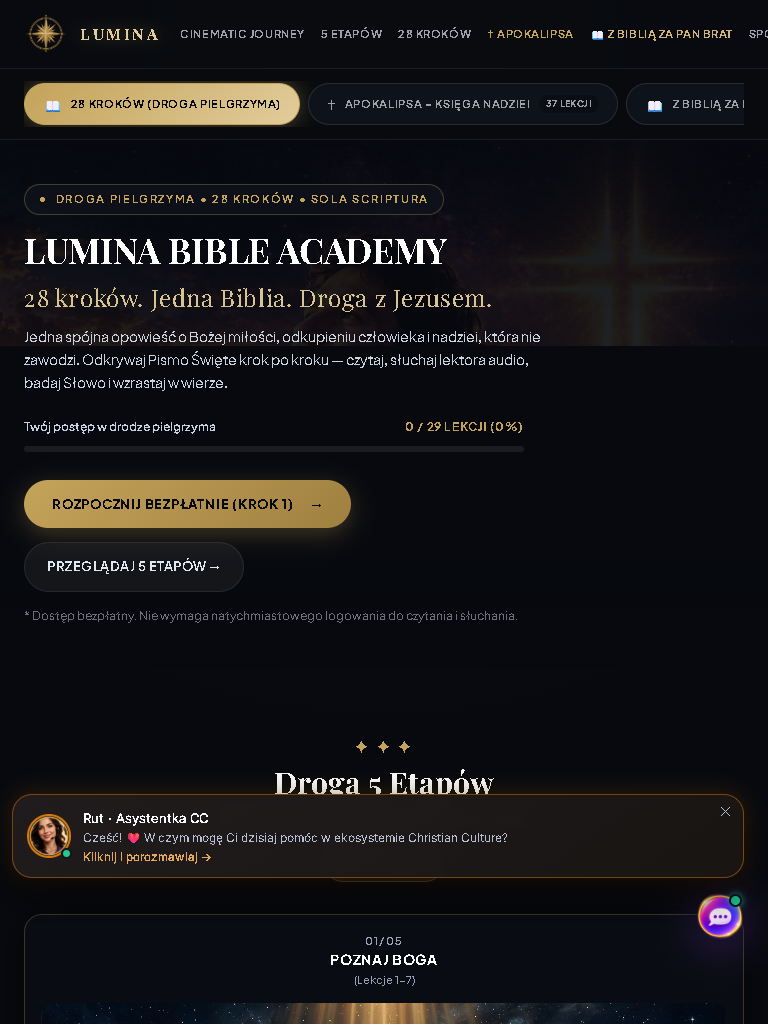 LUMINA
CINEMATIC JOURNEY
5 ETAPÓW
28 KROKÓW
† APOKALIPSA
Z BIBLIĄ ZA PAN BRAT
28 KROKÓW (DROGA PIELGRZYMA)
† APOKALIPSA – KSIĘGA NADZIEI 37 LEKCJI
Z BIBLIĄ ZA
• DROGA PIELGRZYMA • 28 KROKÓW • SOLA SCRIPTURA
LUMINA BIBLE ACADEMY
28 kroków. Jedna Biblia. Droga z Jezusem.
Jedna spójna opowieść o Bożej miłości, odkupieniu człowieka i nadziei, która nie
zawodzi. Odkrywaj Pismo Święte krok po kroku — czytaj, słuchaj lektora audio,
badaj Słowo i wzrastaj w wierze.
Twój postęp w drodze pielgrzyma
0 / 29 LEKCJI (0%)
ROZPOCZNIJ BEZPŁATNIE (KROK 1) →
PRZEGLĄDAJ 5 ETAPÓW →
* Dostęp bezpłatny. Nie wymaga natychmiastowego logowania do czytania i słuchania.
Droga 5 Etapów
Rut · Asystentka CC
Cześć! ❤️ W czym mogę Ci dzisiaj pomóc w ekosystemie Christian Culture?
Kliknij i porozmawiaj →
01/05
POZNAJ BOGA
(Lekcje 1–7)